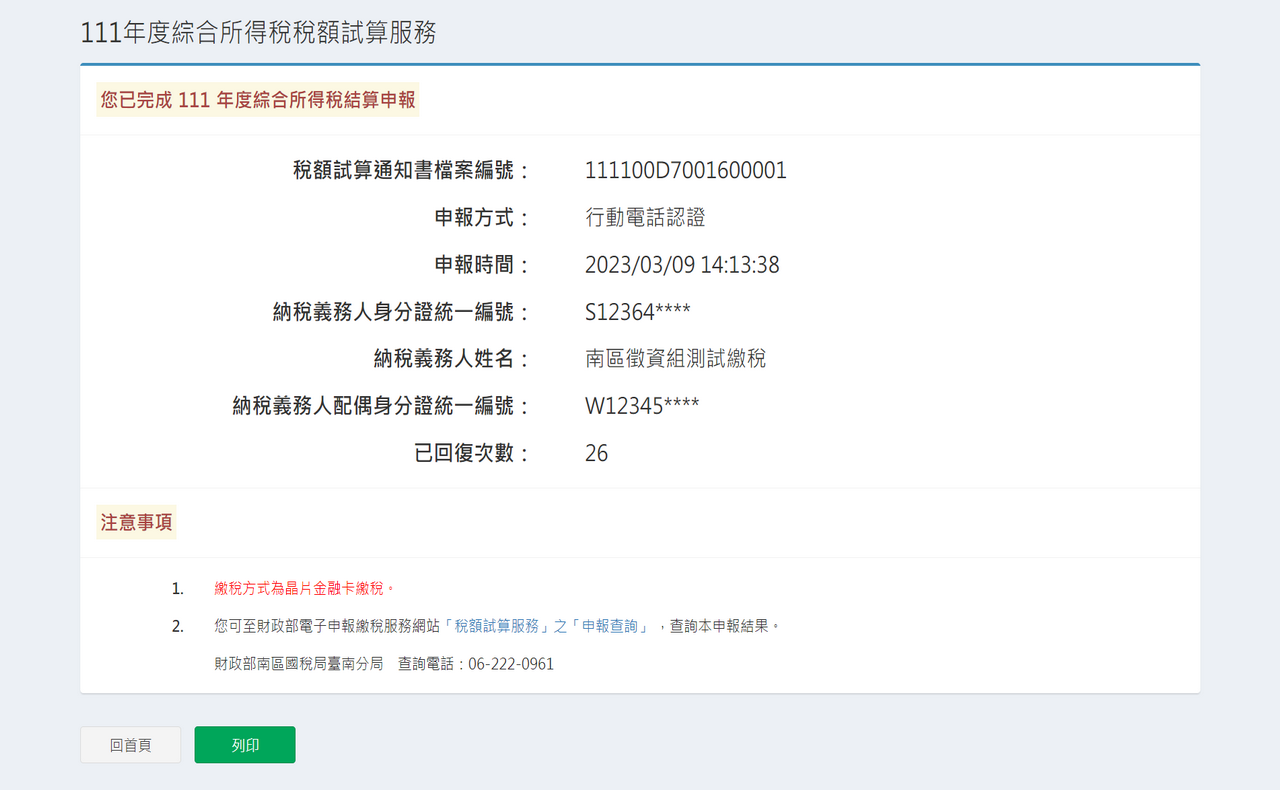 111年度綜合所得稅稅額試算服務
您已完成 111 年度綜合所得稅結算申報
稅額試算通知書檔案編號： 111100D7001600001
申報方式： 行動電話認證
申報時間： 2023/03/09 14:13:38
納稅義務人身分證統一編號： S12364****
納稅義務人姓名： 南區徵資組測試繳稅
納稅義務人配偶身分證統一編號： W12345****
已回復次數： 26
注意事項
1. 繳稅方式為晶片金融卡繳稅。
2. 您可至財政部電子申報繳稅服務網站「稅額試算服務」之「申報查詢」，查詢本申報結果。
財政部南區國稅局臺南分局　查詢電話：06-222-0961
回首頁 列印